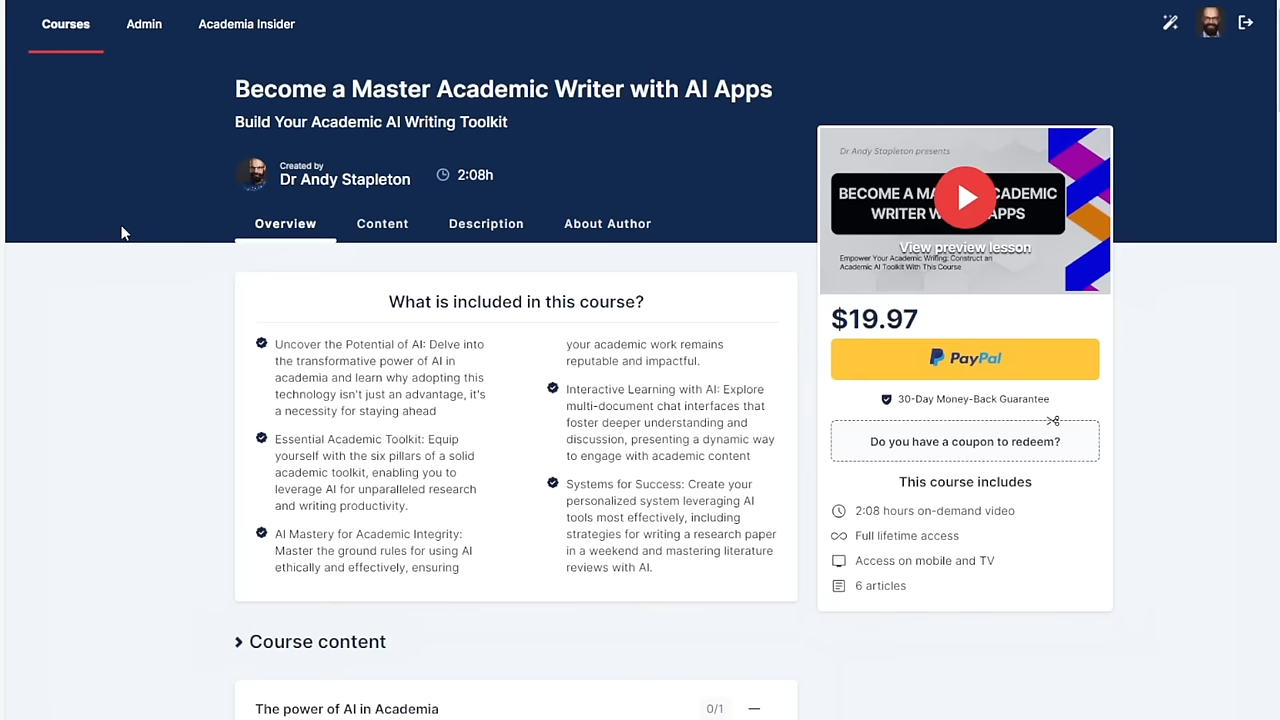 Courses
Admin
Academia Insider
Become a Master Academic Writer with AI Apps
Build Your Academic AI Writing Toolkit
Created by
Dr Andy Stapleton
2:08h
Overview
Content
Description
About Author
Dr Andy Stapleton presents
BECOME A MA CADEMIC
WRITER W APPS
View preview lesson
Empower Your Academic Writing: Construct an
Academic AI Toolkit With This Course
What is included in this course?
Uncover the Potential of AI: Delve into
the transformative power of AI in
academia and learn why adopting this
technology isn't just an advantage, it's
a necessity for staying ahead
Essential Academic Toolkit: Equip
yourself with the six pillars of a solid
academic toolkit, enabling you to
leverage AI for unparalleled research
and writing productivity.
AI Mastery for Academic Integrity:
Master the ground rules for using AI
ethically and effectively, ensuring
your academic work remains
reputable and impactful.
Interactive Learning with AI: Explore
multi-document chat interfaces that
foster deeper understanding and
discussion, presenting a dynamic way
to engage with academic content
Systems for Success: Create your
personalized system leveraging AI
tools most effectively, including
strategies for writing a research paper
in a weekend and mastering literature
reviews with AI.
$19.97
PayPal
30-Day Money-Back Guarantee
Do you have a coupon to redeem?
This course includes
2:08 hours on-demand video
Full lifetime access
Access on mobile and TV
6 articles
Course content
The power of AI in Academia
0/1